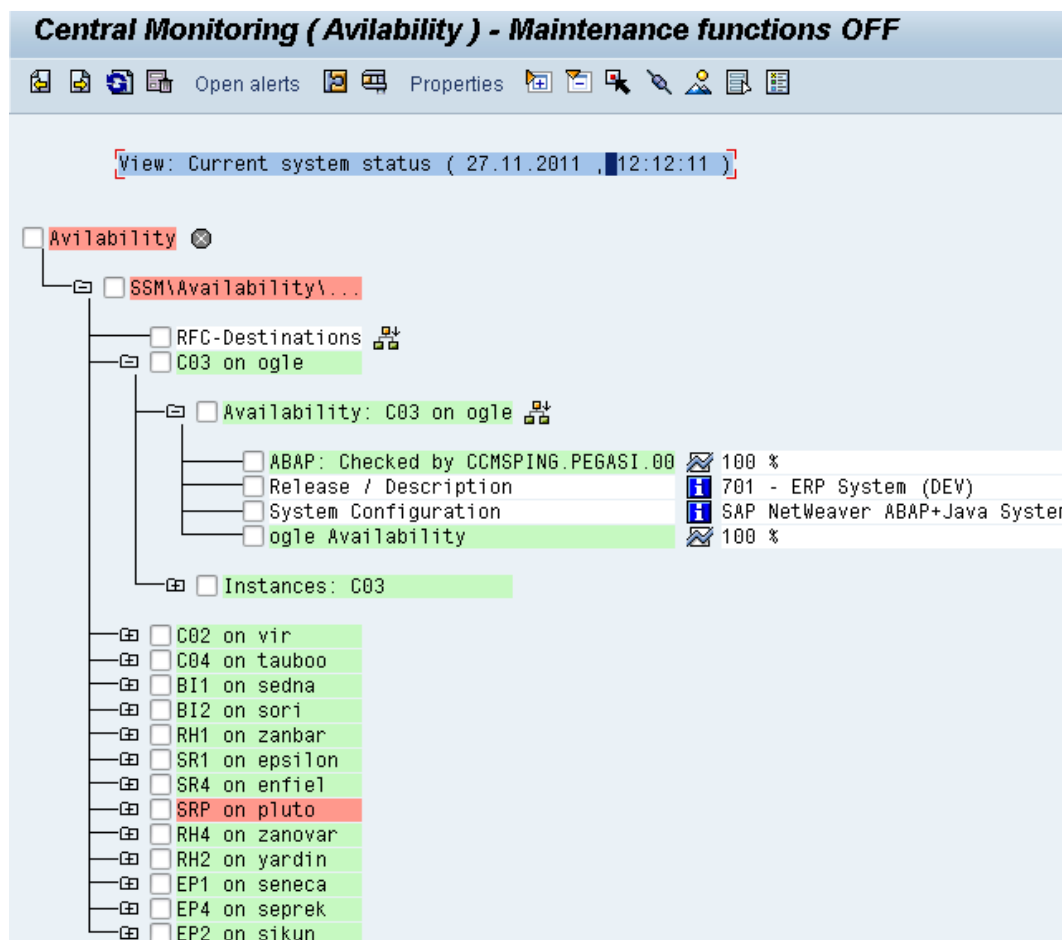 Central Monitoring ( Avilability ) - Maintenance functions OFF
Open alerts Properties
View: Current system status ( 27.11.2011 , 12:12:11 )
Avilability
SSM\Availability\...
RFC-Destinations
C03 on ogle
Availability: C03 on ogle
ABAP: Checked by CCMSPING.PEGASI.00 100 %
Release / Description 701 - ERP System (DEV)
System Configuration SAP NetWeaver ABAP+Java System
ogle Availability 100 %
Instances: C03
C02 on vir
C04 on tauboo
BI1 on sedna
BI2 on sori
RH1 on zanbar
SR1 on epsilon
SR4 on enfiel
SRP on pluto
RH4 on zanovar
RH2 on yardin
EP1 on seneca
EP4 on seprek
EP2 on sikun